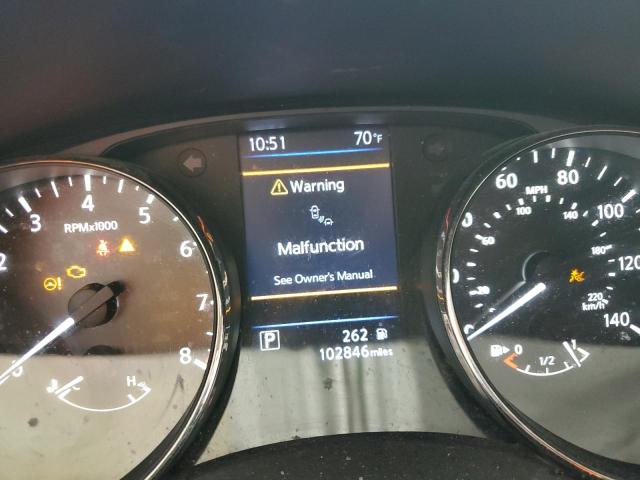 10:51 70°F
Warning
Malfunction
See Owner's Manual
P 262
102846 miles
2 3 4 5 6 7 8
RPMx1000
H
60 80 100 120 140
MPH
100 140 180 220
km/h
60
0 1/2